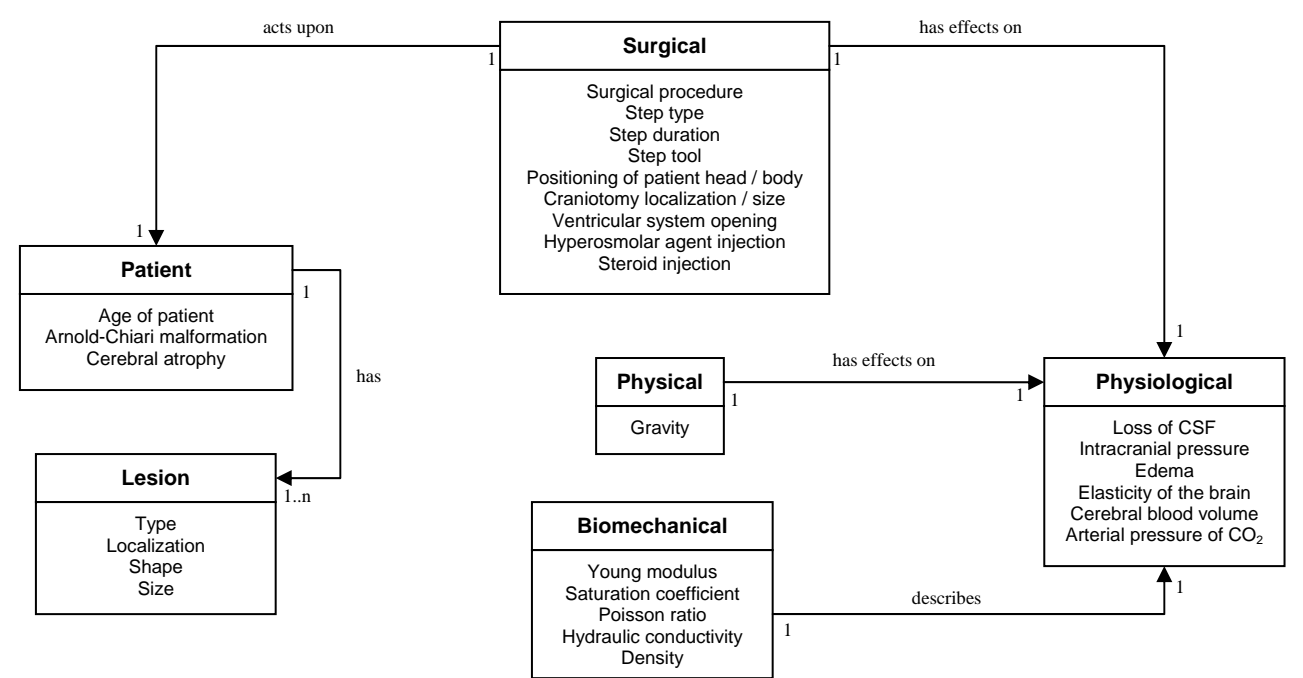 acts upon
has effects on
Surgical
1
1
Surgical procedure
Step type
Step duration
Step tool
Positioning of patient head / body
Craniotomy localization / size
Ventricular system opening
Hyperosmolar agent injection
Steroid injection
1
Patient
1
Age of patient
Arnold-Chiari malformation
Cerebral atrophy
has
Lesion
1..n
Type
Localization
Shape
Size
Physical
1
Gravity
has effects on
1
1
Physiological
Loss of CSF
Intracranial pressure
Edema
Elasticity of the brain
Cerebral blood volume
Arterial pressure of CO₂
Biomechanical
Young modulus
Saturation coefficient
Poisson ratio
Hydraulic conductivity
Density
describes
1
1